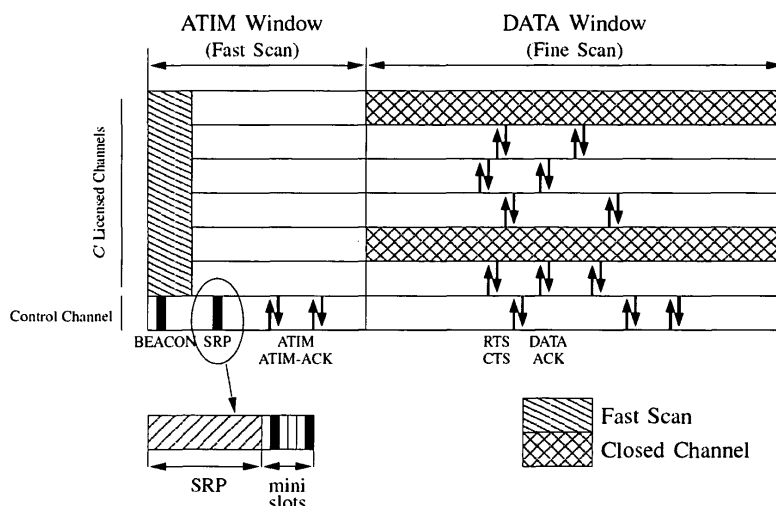 ATIM Window
(Fast Scan)
DATA Window
(Fine Scan)
C Licensed Channels
Control Channel
BEACON
SRP
ATIM
ATIM-ACK
RTS
CTS
DATA
ACK
Fast Scan
Closed Channel
SRP
mini
slots